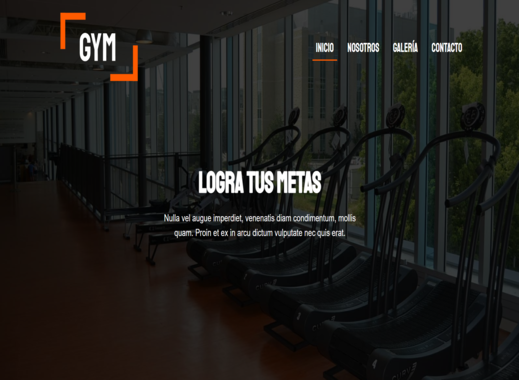 GYM
INICIO NOSOTROS GALERÍA CONTACTO
LOGRA TUS METAS
Nulla vel augue imperdiet, venenatis diam condimentum, mollis
quam. Proin et ex in arcu dictum vulputate nec quis erat.